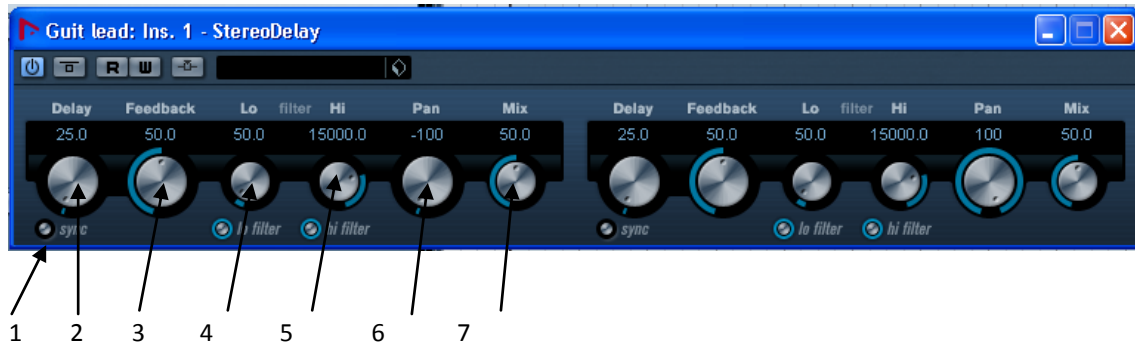 Guit lead: Ins. 1 - StereoDelay
R W
Delay Feedback Lo filter Hi Pan Mix Delay Feedback Lo filter Hi Pan Mix
25.0 50.0 50.0 15000.0 -100 50.0 25.0 50.0 50.0 15000.0 100 50.0
sync lo filter hi filter sync lo filter hi filter
1 2 3 4 5 6 7